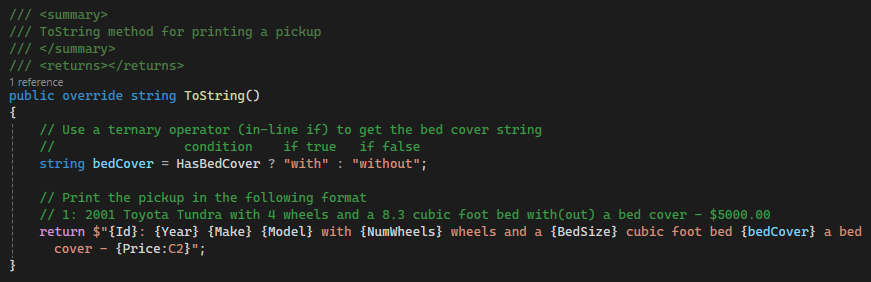 /// <summary>
/// ToString method for printing a pickup
/// </summary>
/// <returns></returns>
1 reference
public override string ToString()
{
    // Use a ternary operator (in-line if) to get the bed cover string
    //                 condition    if true   if false
    string bedCover = HasBedCover ? "with" : "without";

    // Print the pickup in the following format
    // 1: 2001 Toyota Tundra with 4 wheels and a 8.3 cubic foot bed with(out) a bed cover - $5000.00
    return $"{Id}: {Year} {Make} {Model} with {NumWheels} wheels and a {BedSize} cubic foot bed {bedCover} a bed
      cover - {Price:C2}";
}